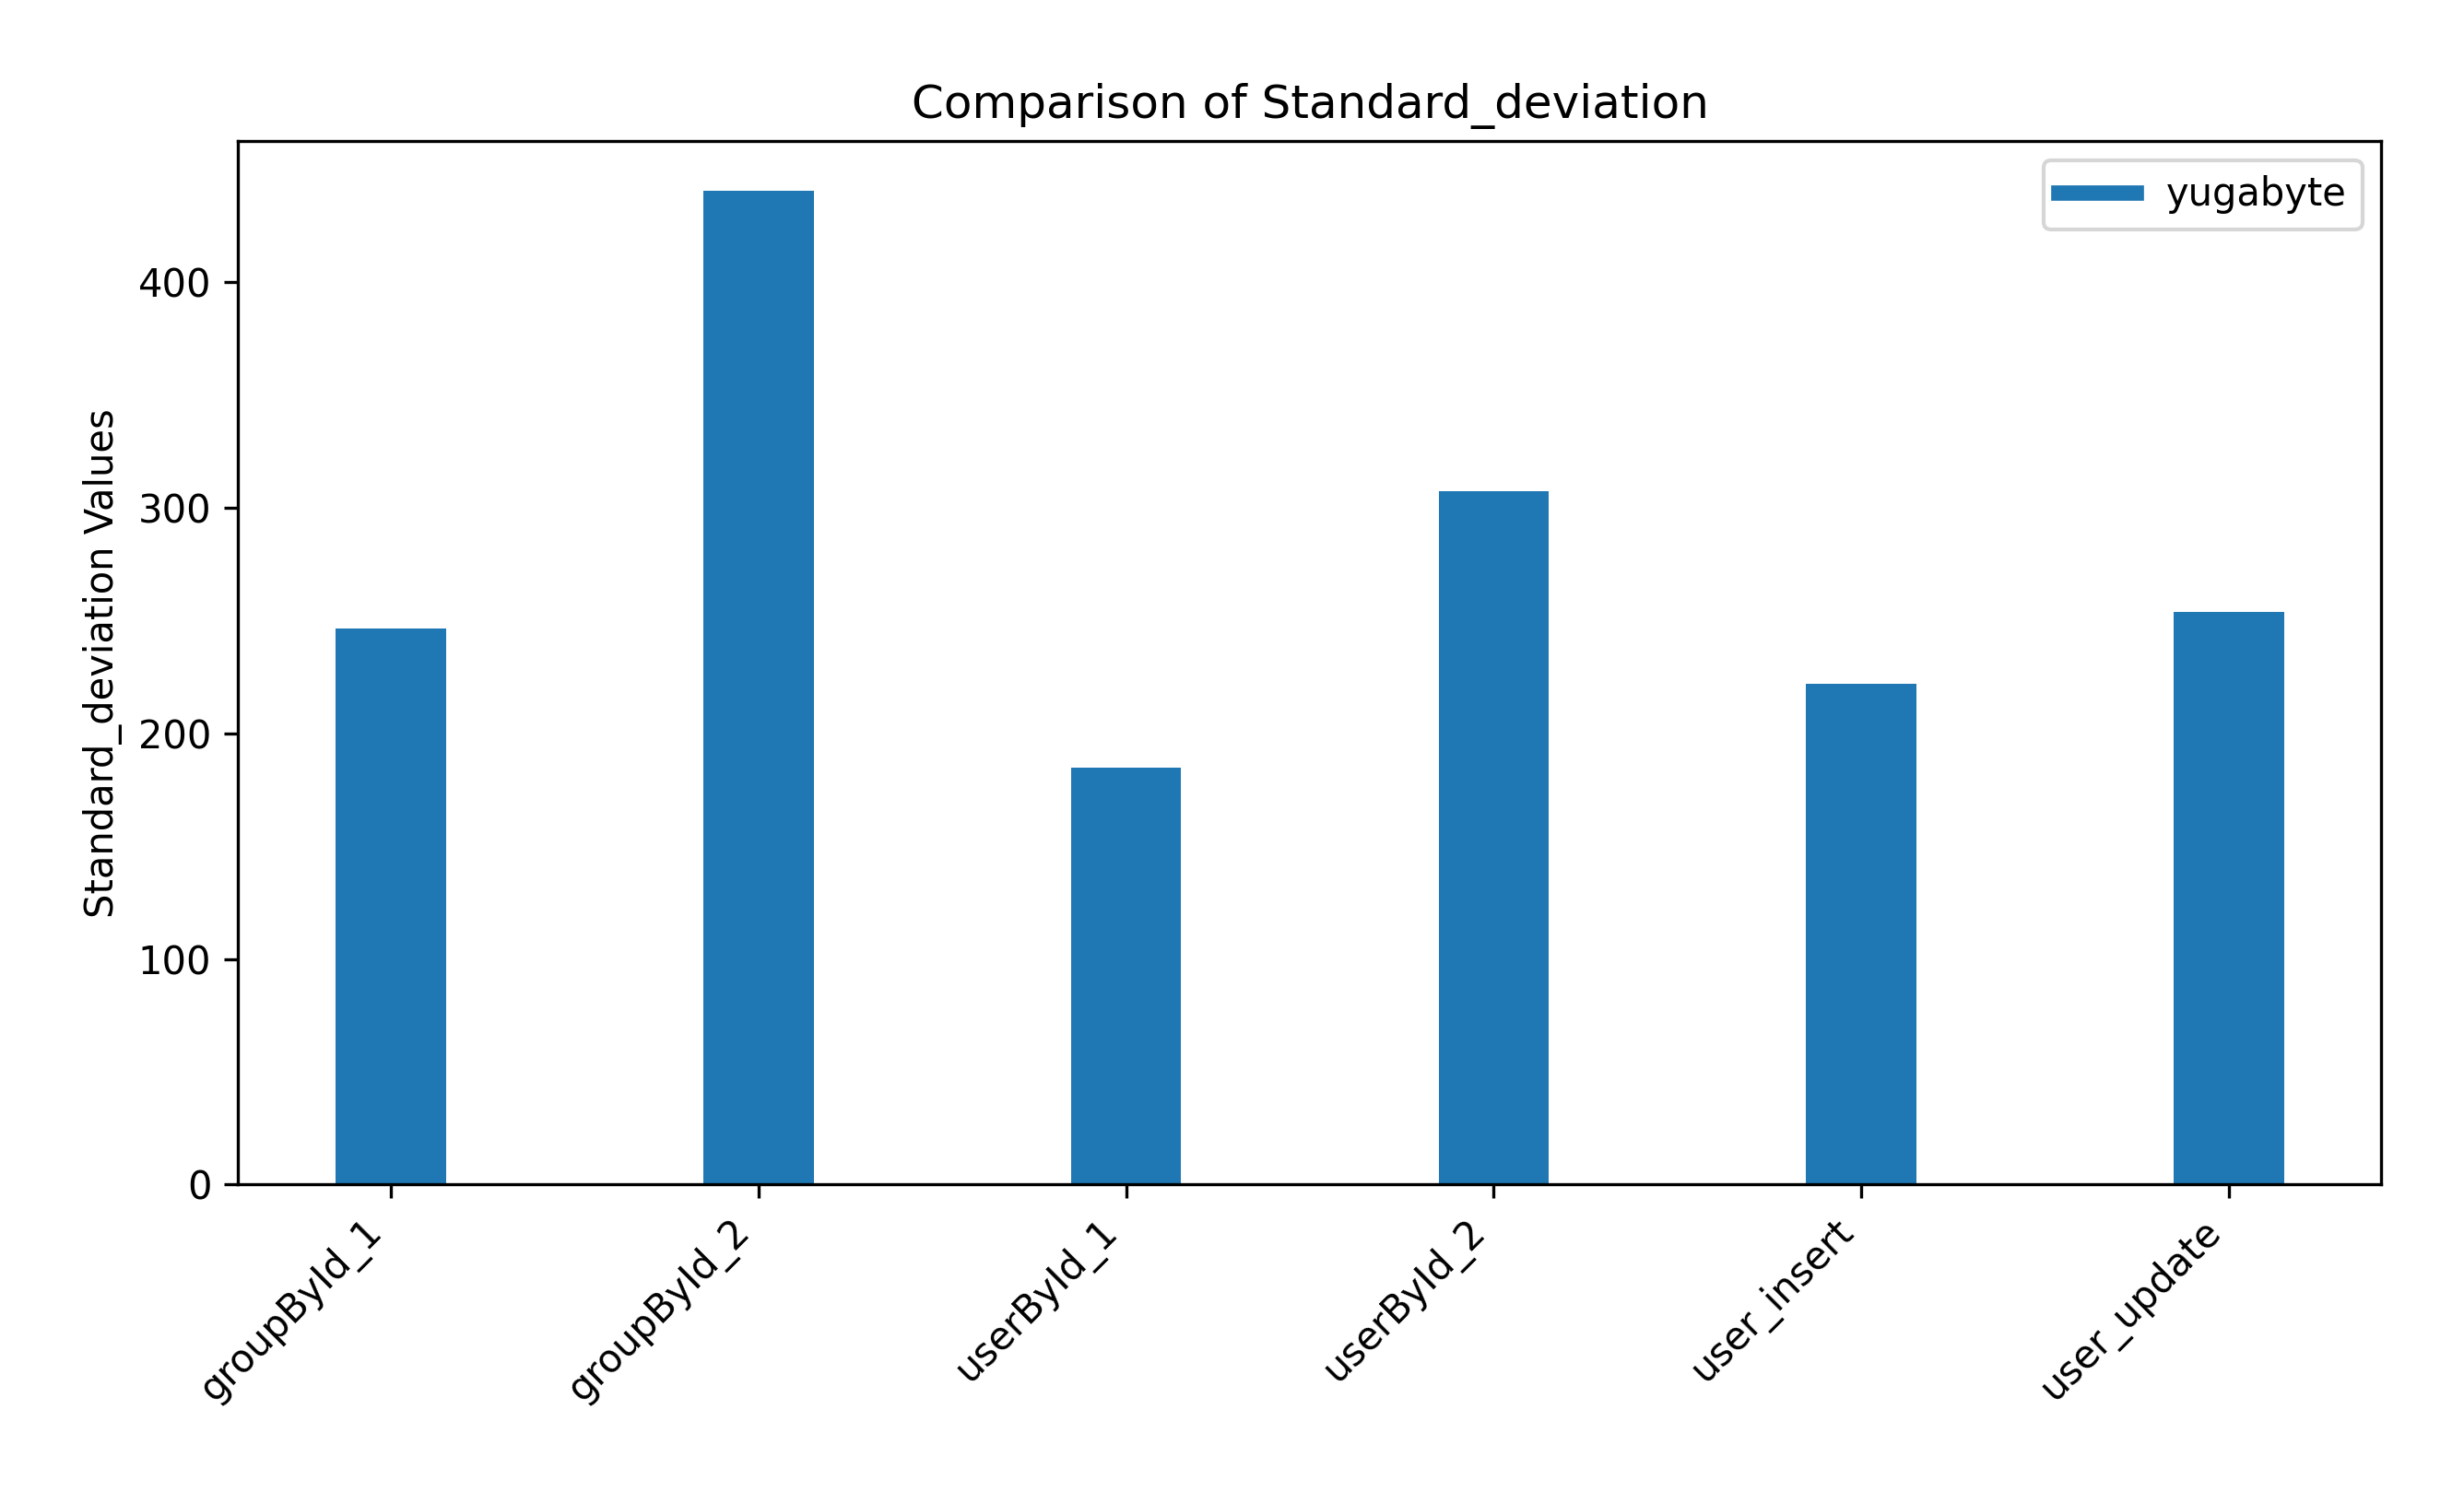 Comparison of Standard_deviation
yugabyte
Standard_deviation Values
400
300
200
100
0
groupById_1
groupById_2
userById_1
userById_2
user_insert
user_update